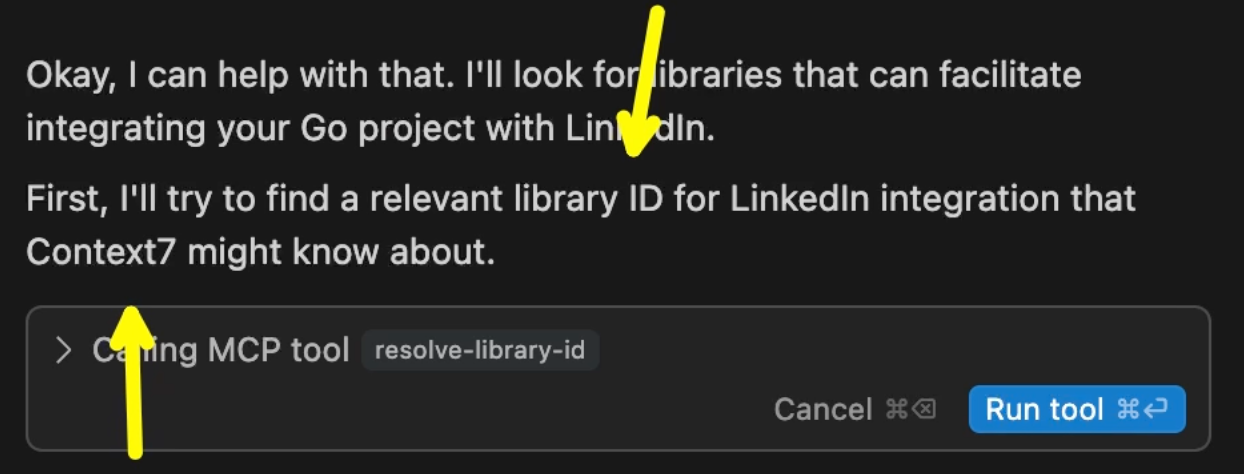 Okay, I can help with that. I'll look for libraries that can facilitate
integrating your Go project with LinkedIn.
First, I'll try to find a relevant library ID for LinkedIn integration that
Context7 might know about.
> Calling MCP tool resolve-library-id
Cancel ⌘⌫ Run tool ⌘⏎